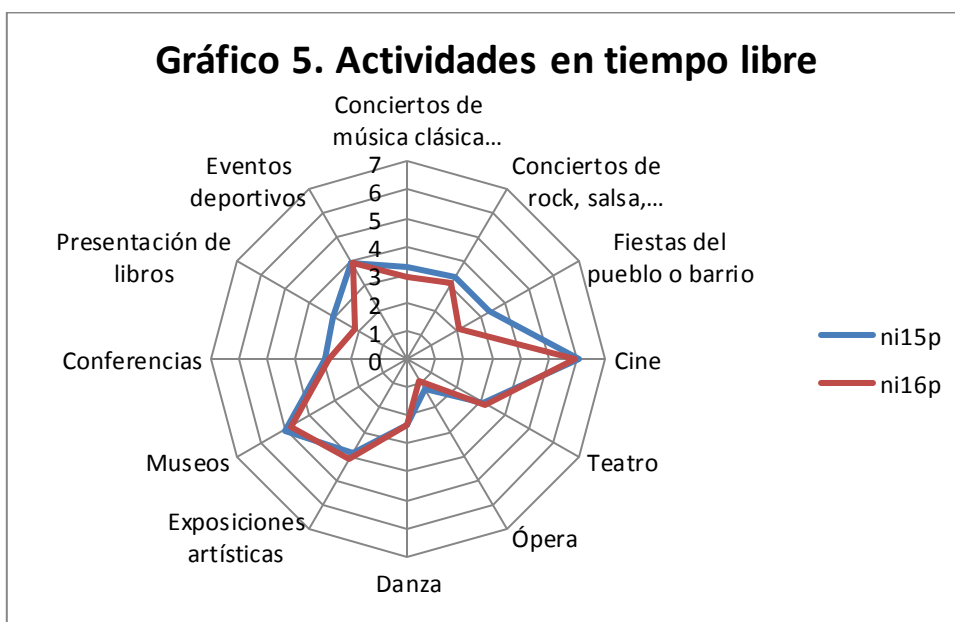 Gráfico 5. Actividades en tiempo libre
Conciertos de
música clásica...
Conciertos de
rock, salsa,...
Fiestas del
pueblo o barrio
Cine
Teatro
Ópera
Danza
Exposiciones
artísticas
Museos
Conferencias
Presentación de
libros
Eventos
deportivos
7
6
5
4
3
2
1
0
ni15p
ni16p